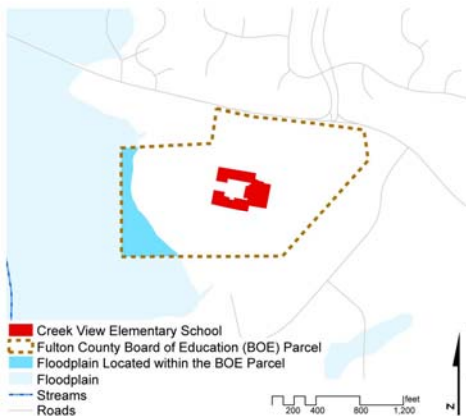 Creek View Elementary School
Fulton County Board of Education (BOE) Parcel
Floodplain Located within the BOE Parcel
Floodplain
Streams
Roads
feet
200 400 800 1,200
N